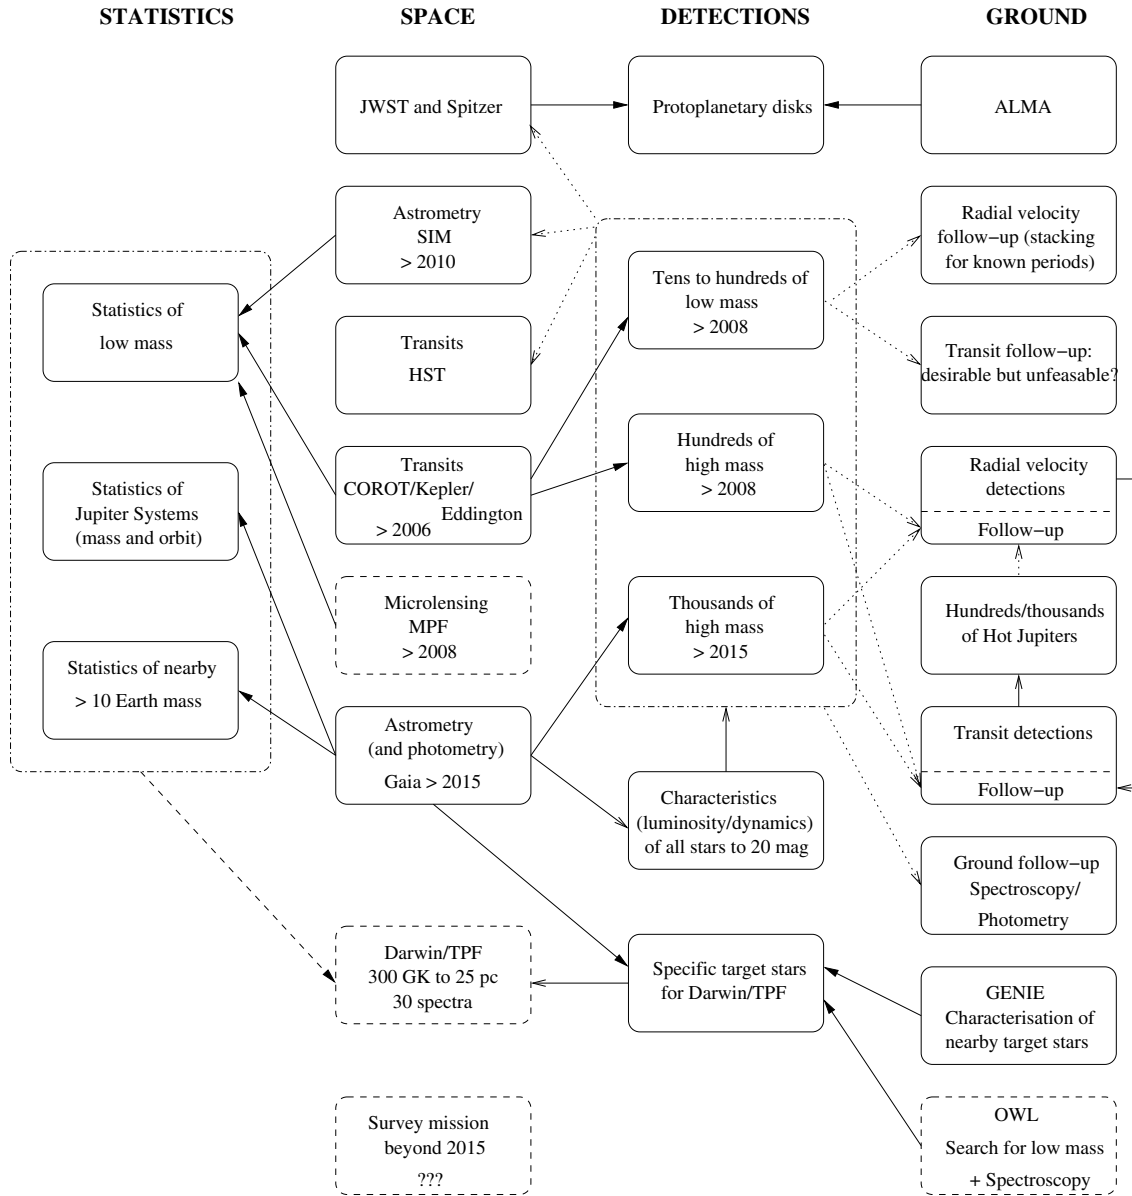 STATISTICS
SPACE
DETECTIONS
GROUND
JWST and Spitzer
Protoplanetary disks
ALMA
Astrometry
SIM
> 2010
Radial velocity
follow−up (stacking
for known periods)
Statistics of
low mass
Tens to hundreds of
low mass
> 2008
Transits
HST
Transit follow−up:
desirable but unfeasable?
Statistics of
Jupiter Systems
(mass and orbit)
Transits
COROT/Kepler/
Eddington
> 2006
Hundreds of
high mass
> 2008
Radial velocity
detections
Follow−up
Microlensing
MPF
> 2008
Thousands of
high mass
> 2015
Hundreds/thousands
of Hot Jupiters
Statistics of nearby
> 10 Earth mass
Astrometry
(and photometry)
Gaia > 2015
Transit detections
Follow−up
Characteristics
(luminosity/dynamics)
of all stars to 20 mag
Ground follow−up
Spectroscopy/
Photometry
Darwin/TPF
300 GK to 25 pc
30 spectra
Specific target stars
for Darwin/TPF
GENIE
Characterisation of
nearby target stars
Survey mission
beyond 2015
???
OWL
Search for low mass
+ Spectroscopy